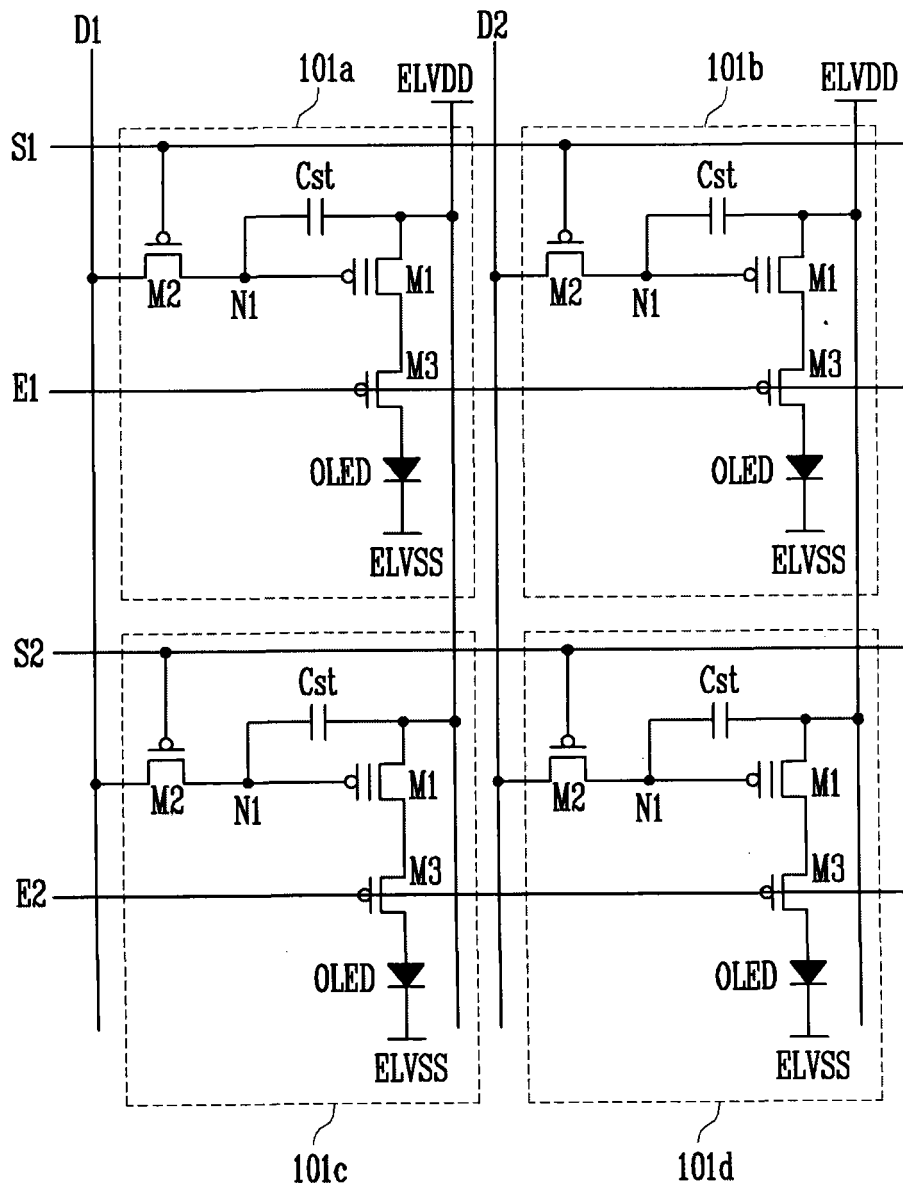 D1
D2
101a
ELVDD
101b
ELVDD
S1
Cst
Cst
M2
N1
M1
M2
N1
M1
E1
M3
M3
OLED
OLED
ELVSS
ELVSS
S2
Cst
Cst
M2
N1
M1
M2
N1
M1
E2
M3
M3
OLED
OLED
ELVSS
ELVSS
101c
101d